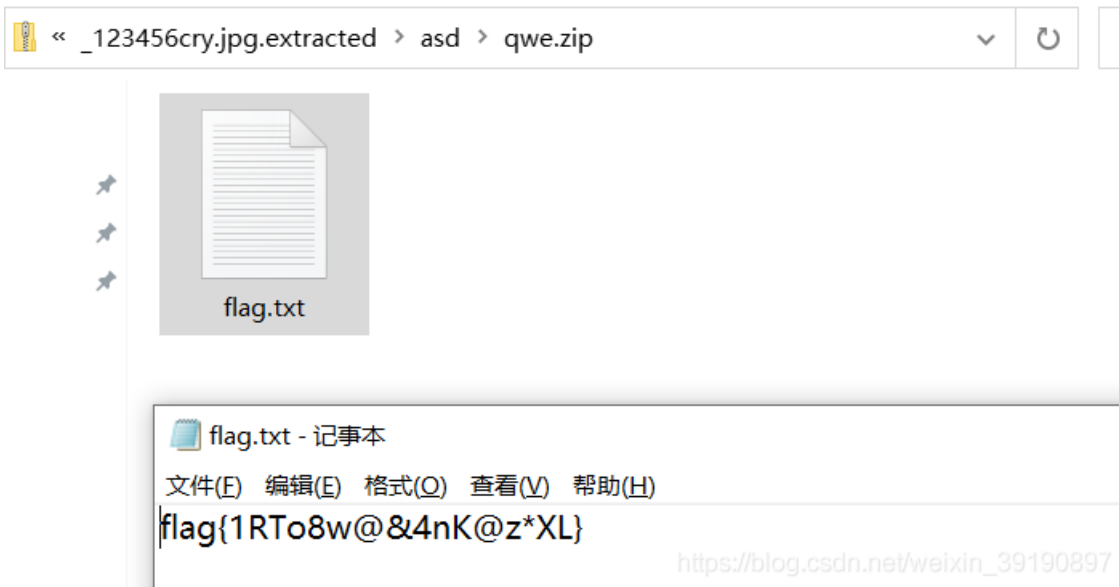 « _123456cry.jpg.extracted > asd > qwe.zip
flag.txt
flag.txt - 记事本
文件(F) 编辑(E) 格式(O) 查看(V) 帮助(H)
flag{1RTo8w@&4nK@z*XL}
https://blog.csdn.net/weixin_39190897